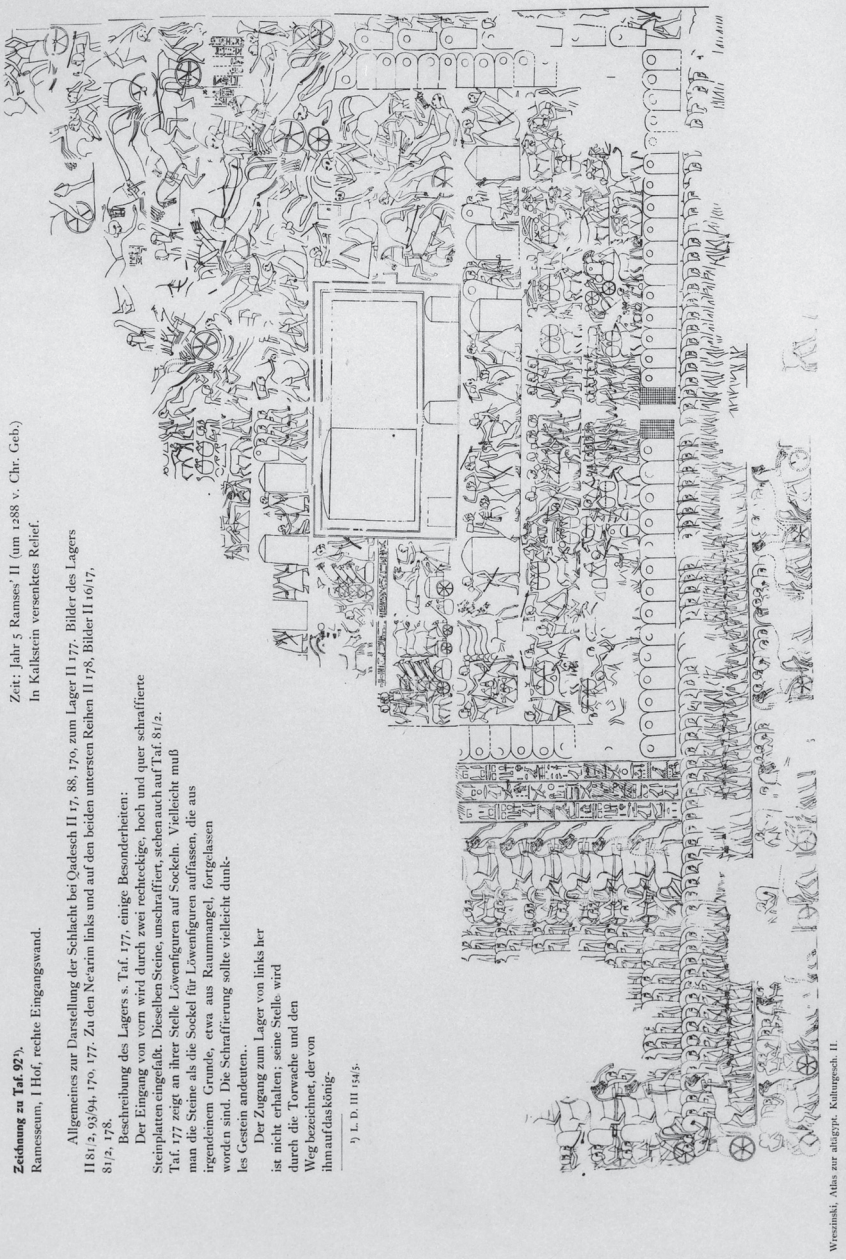 Zeichnung zu Taf. 92¹).
Ramesseum, I Hof, rechte Eingangswand.
Zeit: Jahr 5 Ramses' II (um 1288 v. Chr. Geb.)
In Kalkstein versenktes Relief.
Allgemeines zur Darstellung der Schlacht bei Qadesch II 17, 88, 170, zum Lager II 177. Bilder des Lagers
II 81/2, 93/94, 170, 177. Zu den Ne'arim links und auf den beiden untersten Reihen II 178, Bilder II 16/17,
81/2, 178.
Beschreibung des Lagers s. Taf. 177, einige Besonderheiten:
Der Eingang von vorn wird durch zwei rechteckige, hoch und quer schraffierte
Steinplatten eingefaßt. Dieselben Steine, unschraffiert, stehen auch auf Taf. 81/2.
Taf. 177 zeigt an ihrer Stelle Löwenfiguren auf Sockeln. Vielleicht muß
man die Steine als die Sockel für Löwenfiguren auffassen, die aus
irgendeinem Grunde, etwa aus Raummangel, fortgelassen
worden sind. Die Schraffierung sollte vielleicht dunk-
les Gestein andeuten..
Der Zugang zum Lager von links her
ist nicht erhalten; seine Stelle wird
durch die Torwache und den
Weg bezeichnet, der von
ihm auf das könig-
¹) L. D. III 154/5.
Wreszinski, Atlas zur altägypt. Kulturgesch. II.